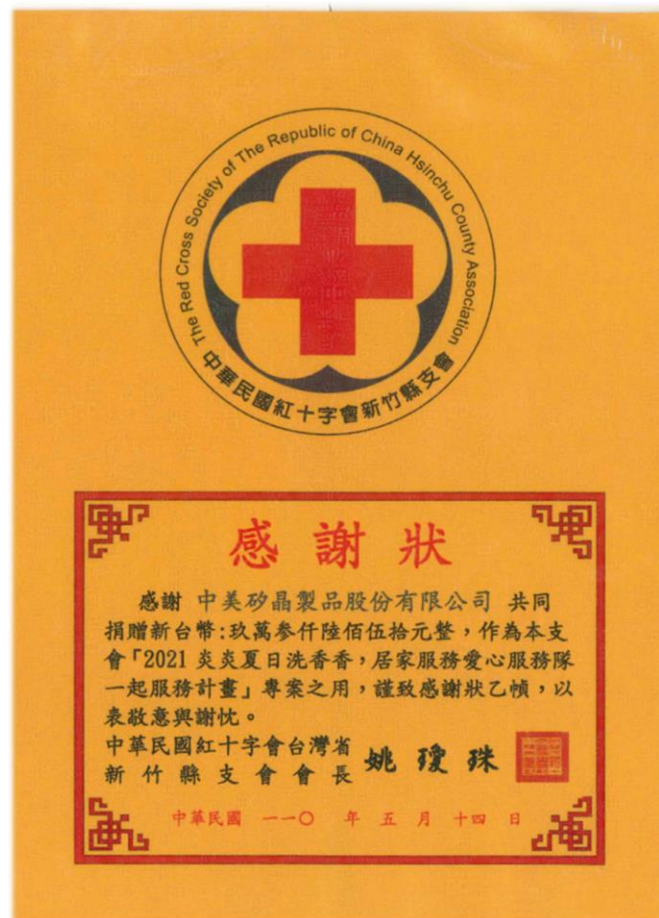 The Red Cross Society of The Republic of China Hsinchu County Association
中華民國紅十字會新竹縣支會
感謝狀
感謝 中美矽晶製品股份有限公司 共同
捐贈新台幣:玖萬參仟陸佰伍拾元整，作為本支
會「2021 炎炎夏日洗香香，居家服務愛心服務隊
一起服務計畫」專案之用，謹致感謝狀乙幀，以
表敬意與謝忱。
中華民國紅十字會台灣省
新竹縣支會會長 姚瓊珠
中華民國 一一〇 年 五 月 十四 日